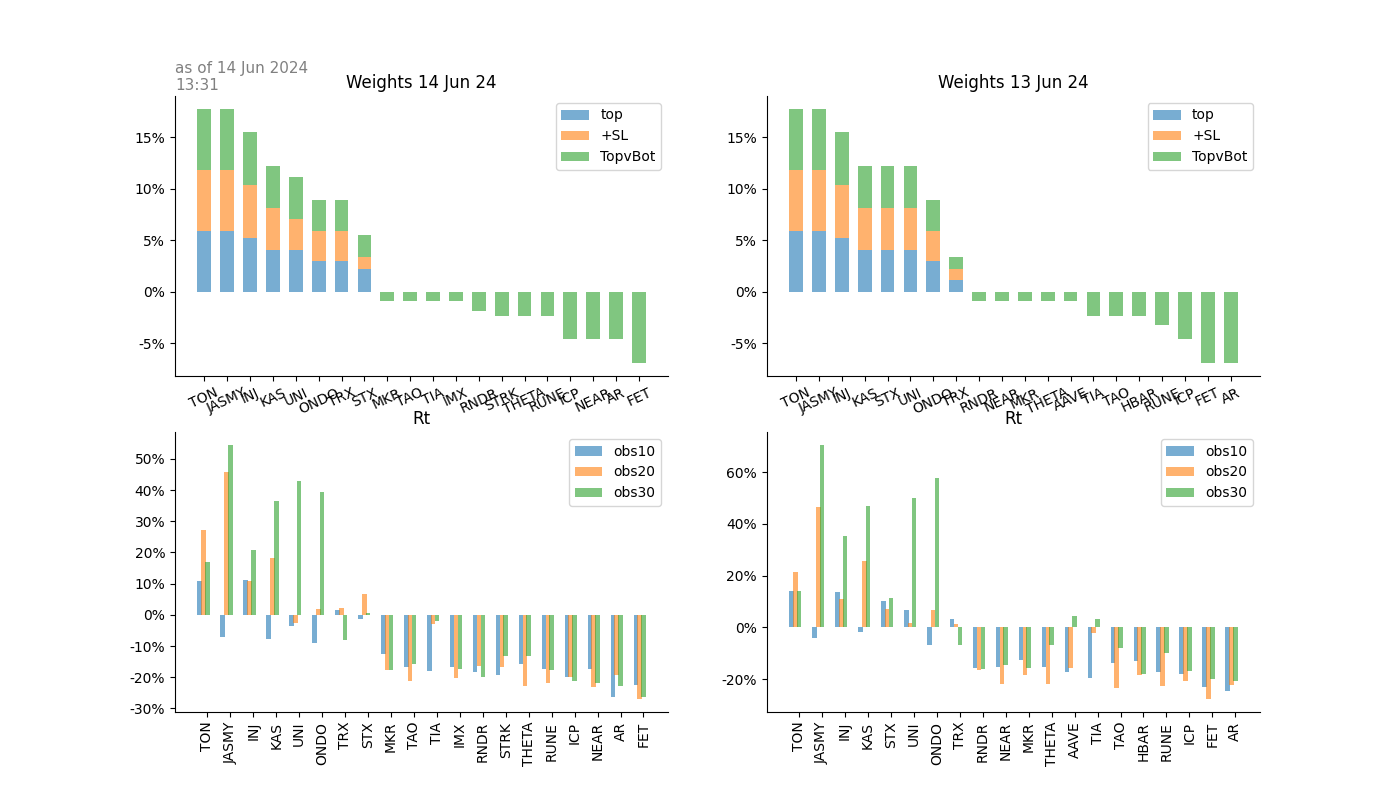 as of 14 Jun 2024
13:31
Weights 14 Jun 24
top
+SL
TopvBot
15%
10%
5%
0%
-5%
TON JASMY INJ KAS UNI ONDO TRX STX MKR TAO TIA IMX RNDR STRK THETA RUNE ICP NEAR AR FET
Weights 13 Jun 24
top
+SL
TopvBot
15%
10%
5%
0%
-5%
TON JASMY INJ KAS STX UNI ONDO TRX RNDR NEAR MKR THETA AAVE TIA TAO HBAR RUNE ICP FET AR
Rt
obs10
obs20
obs30
50%
40%
30%
20%
10%
0%
-10%
-20%
-30%
TON JASMY INJ KAS UNI ONDO TRX STX MKR TAO TIA IMX RNDR STRK THETA RUNE ICP NEAR AR FET
Rt
obs10
obs20
obs30
60%
40%
20%
0%
-20%
TON JASMY INJ KAS STX UNI ONDO TRX RNDR NEAR MKR THETA AAVE TIA TAO HBAR RUNE ICP FET AR